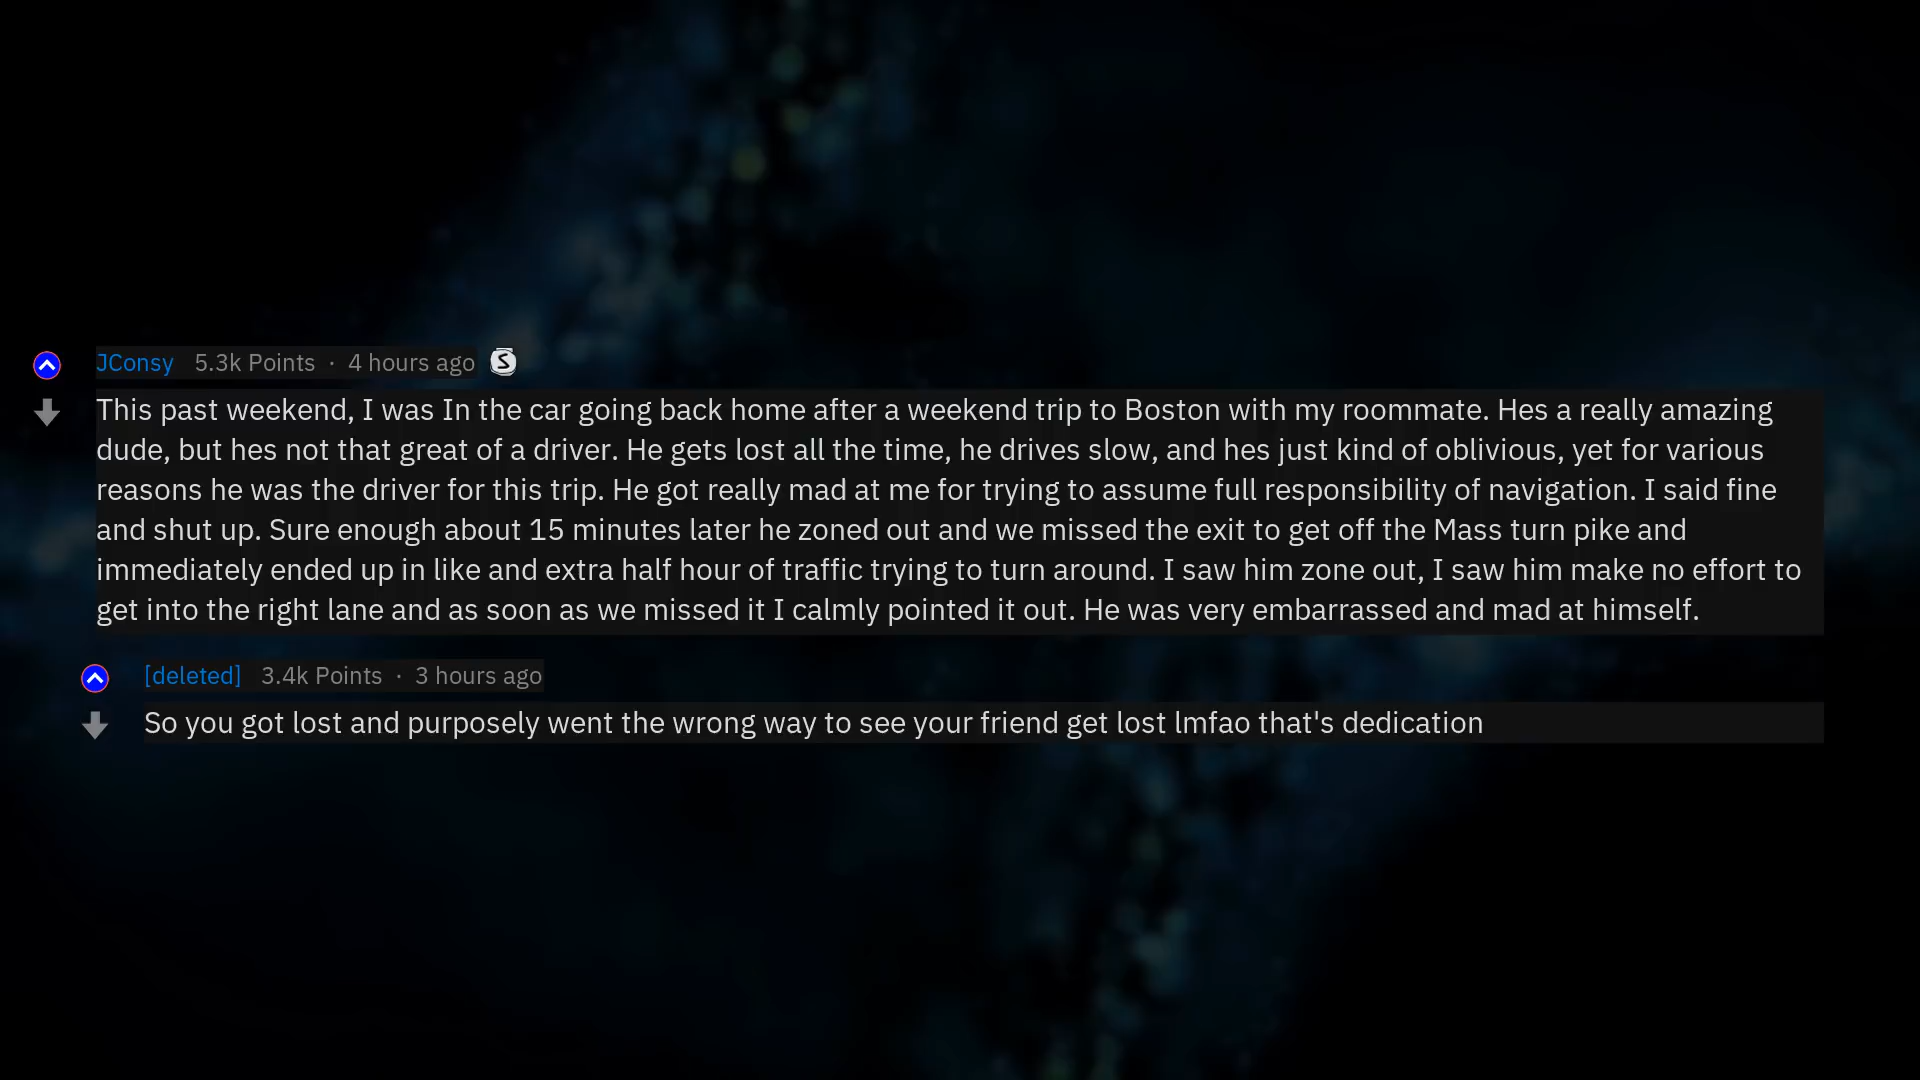 JConsy 5.3k Points · 4 hours ago S
This past weekend, I was In the car going back home after a weekend trip to Boston with my roommate. Hes a really amazing
dude, but hes not that great of a driver. He gets lost all the time, he drives slow, and hes just kind of oblivious, yet for various
reasons he was the driver for this trip. He got really mad at me for trying to assume full responsibility of navigation. I said fine
and shut up. Sure enough about 15 minutes later he zoned out and we missed the exit to get off the Mass turn pike and
immediately ended up in like and extra half hour of traffic trying to turn around. I saw him zone out, I saw him make no effort to
get into the right lane and as soon as we missed it I calmly pointed it out. He was very embarrassed and mad at himself.
[deleted] 3.4k Points · 3 hours ago
So you got lost and purposely went the wrong way to see your friend get lost lmfao that's dedication